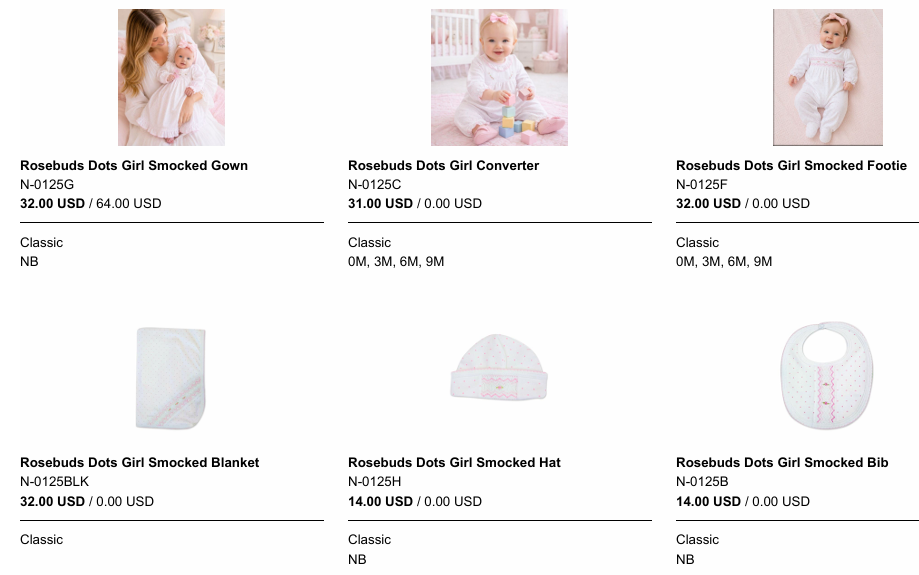 Rosebuds Dots Girl Smocked Gown
N-0125G
32.00 USD / 64.00 USD
Classic
NB
Rosebuds Dots Girl Converter
N-0125C
31.00 USD / 0.00 USD
Classic
0M, 3M, 6M, 9M
Rosebuds Dots Girl Smocked Footie
N-0125F
32.00 USD / 0.00 USD
Classic
0M, 3M, 6M, 9M
Rosebuds Dots Girl Smocked Blanket
N-0125BLK
32.00 USD / 0.00 USD
Classic
Rosebuds Dots Girl Smocked Hat
N-0125H
14.00 USD / 0.00 USD
Classic
NB
Rosebuds Dots Girl Smocked Bib
N-0125B
14.00 USD / 0.00 USD
Classic
NB